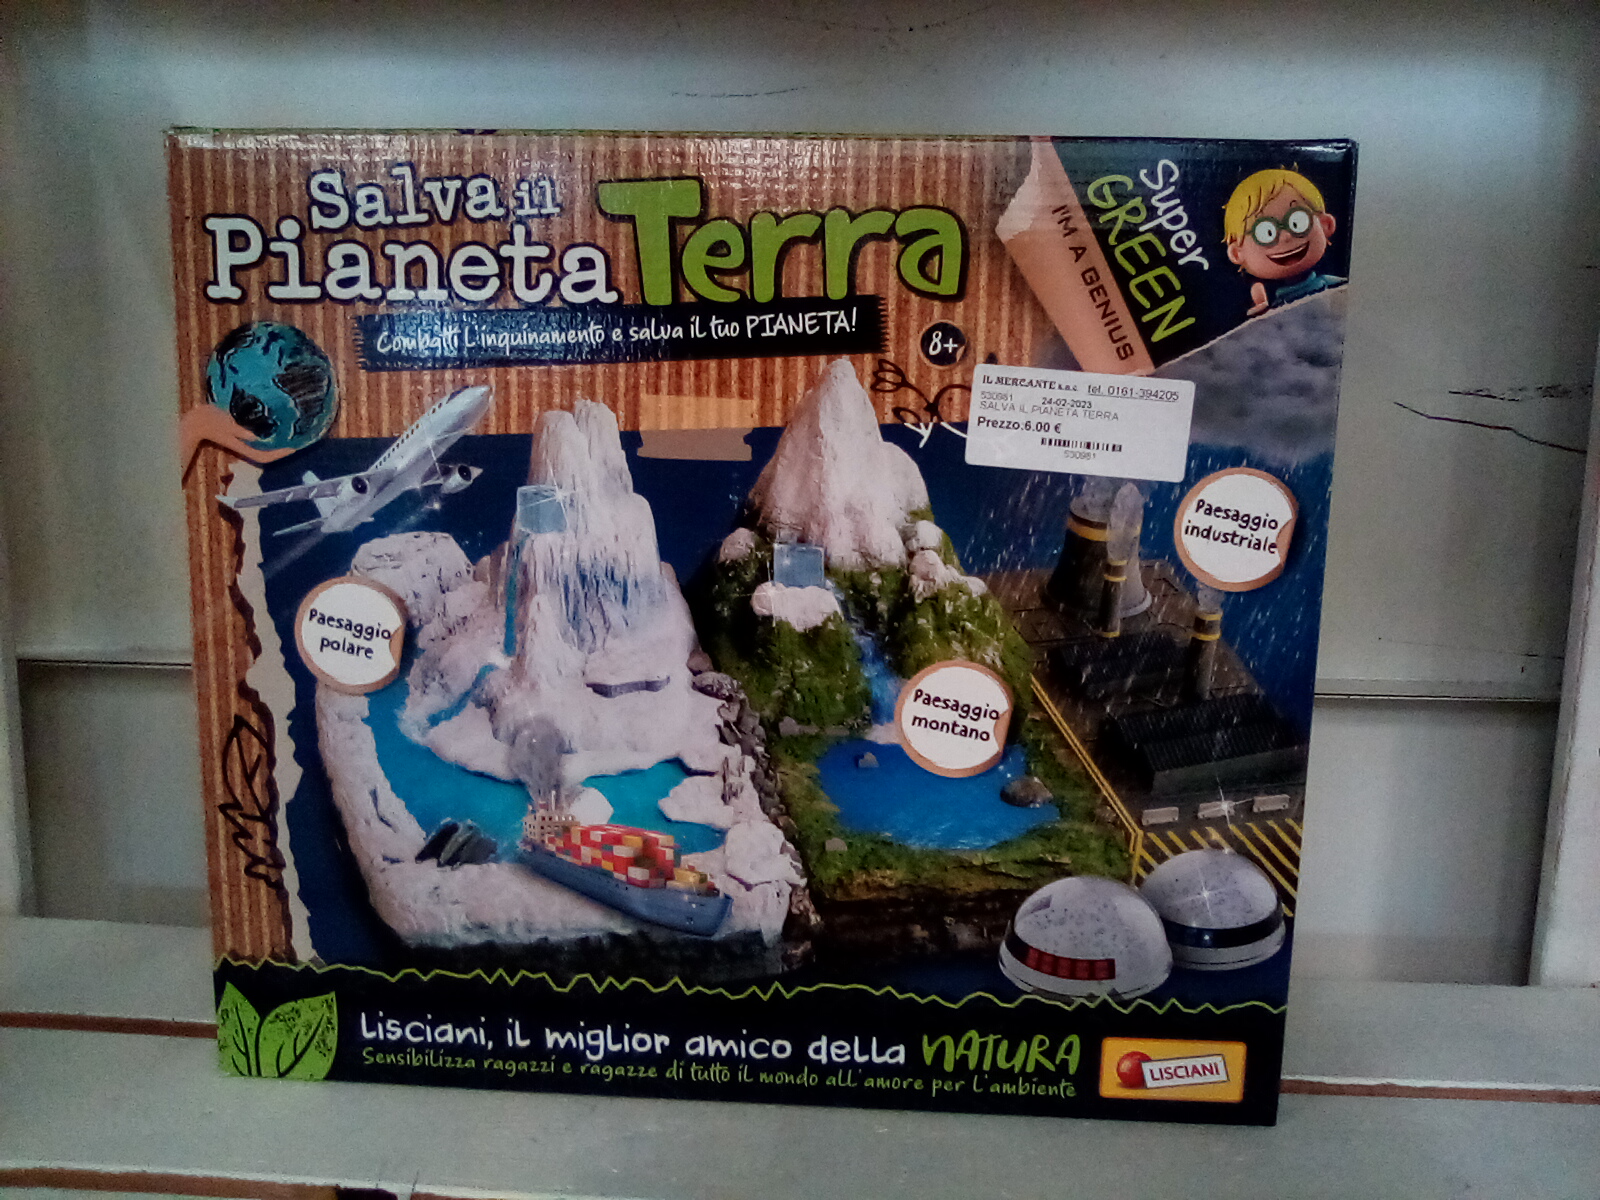 Salva il
Pianeta Terra
Combatti l'inquinamento e salva il tuo PIANETA!
8+
I'M A GENIUS
Super
GREEN
IL MERCANTE s.a.s. tel. 0161-394205
530981 24-02-2023
SALVA IL PIANETA TERRA
Prezzo:6.00 €
530981
Paesaggio
industriale
Paesaggio
polare
Paesaggio
montano
Lisciani, il miglior amico della NATURA
Sensibilizza ragazzi e ragazze di tutto il mondo all'amore per l'ambiente
LISCIANI